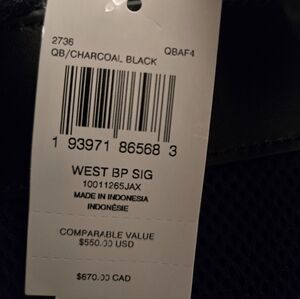 2736
QBAF4
QB/CHARCOAL BLACK
1 93971 86568 3
WEST BP SIG
10011265JAX
MADE IN INDONESIA
INDONÉSIE
COMPARABLE VALUE
$550.00 USD
$670.00 CAD